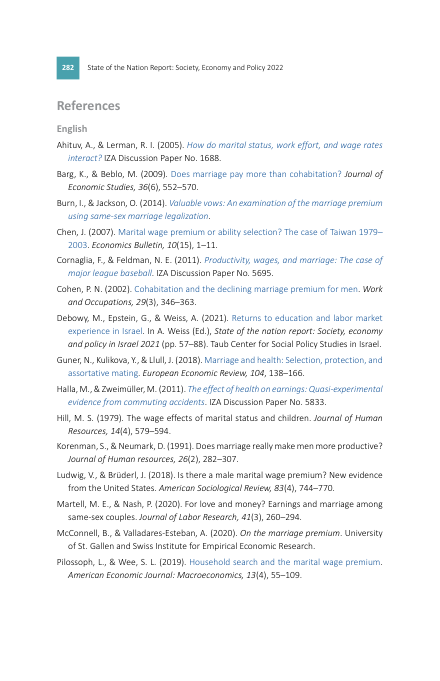 282 State of the Nation Report: Society, Economy and Policy 2022
References
English
Ahituv, A., & Lerman, R. I. (2005). How do marital status, work effort, and wage rates
interact? IZA Discussion Paper No. 1688.
Barg, K., & Beblo, M. (2009). Does marriage pay more than cohabitation? Journal of
Economic Studies, 36(6), 552–570.
Burn, I., & Jackson, O. (2014). Valuable vows: An examination of the marriage premium
using same-sex marriage legalization.
Chen, J. (2007). Marital wage premium or ability selection? The case of Taiwan 1979–
2003. Economics Bulletin, 10(15), 1–11.
Cornaglia, F., & Feldman, N. E. (2011). Productivity, wages, and marriage: The case of
major league baseball. IZA Discussion Paper No. 5695.
Cohen, P. N. (2002). Cohabitation and the declining marriage premium for men. Work
and Occupations, 29(3), 346–363.
Debowy, M., Epstein, G., & Weiss, A. (2021). Returns to education and labor market
experience in Israel. In A. Weiss (Ed.), State of the nation report: Society, economy
and policy in Israel 2021 (pp. 57–88). Taub Center for Social Policy Studies in Israel.
Guner, N., Kulikova, Y., & Llull, J. (2018). Marriage and health: Selection, protection, and
assortative mating. European Economic Review, 104, 138–166.
Halla, M., & Zweimüller, M. (2011). The effect of health on earnings: Quasi-experimental
evidence from commuting accidents. IZA Discussion Paper No. 5833.
Hill, M. S. (1979). The wage effects of marital status and children. Journal of Human
Resources, 14(4), 579–594.
Korenman, S., & Neumark, D. (1991). Does marriage really make men more productive?
Journal of Human resources, 26(2), 282–307.
Ludwig, V., & Brüderl, J. (2018). Is there a male marital wage premium? New evidence
from the United States. American Sociological Review, 83(4), 744–770.
Martell, M. E., & Nash, P. (2020). For love and money? Earnings and marriage among
same-sex couples. Journal of Labor Research, 41(3), 260–294.
McConnell, B., & Valladares-Esteban, A. (2020). On the marriage premium. University
of St. Gallen and Swiss Institute for Empirical Economic Research.
Pilossoph, L., & Wee, S. L. (2019). Household search and the marital wage premium.
American Economic Journal: Macroeconomics, 13(4), 55–109.